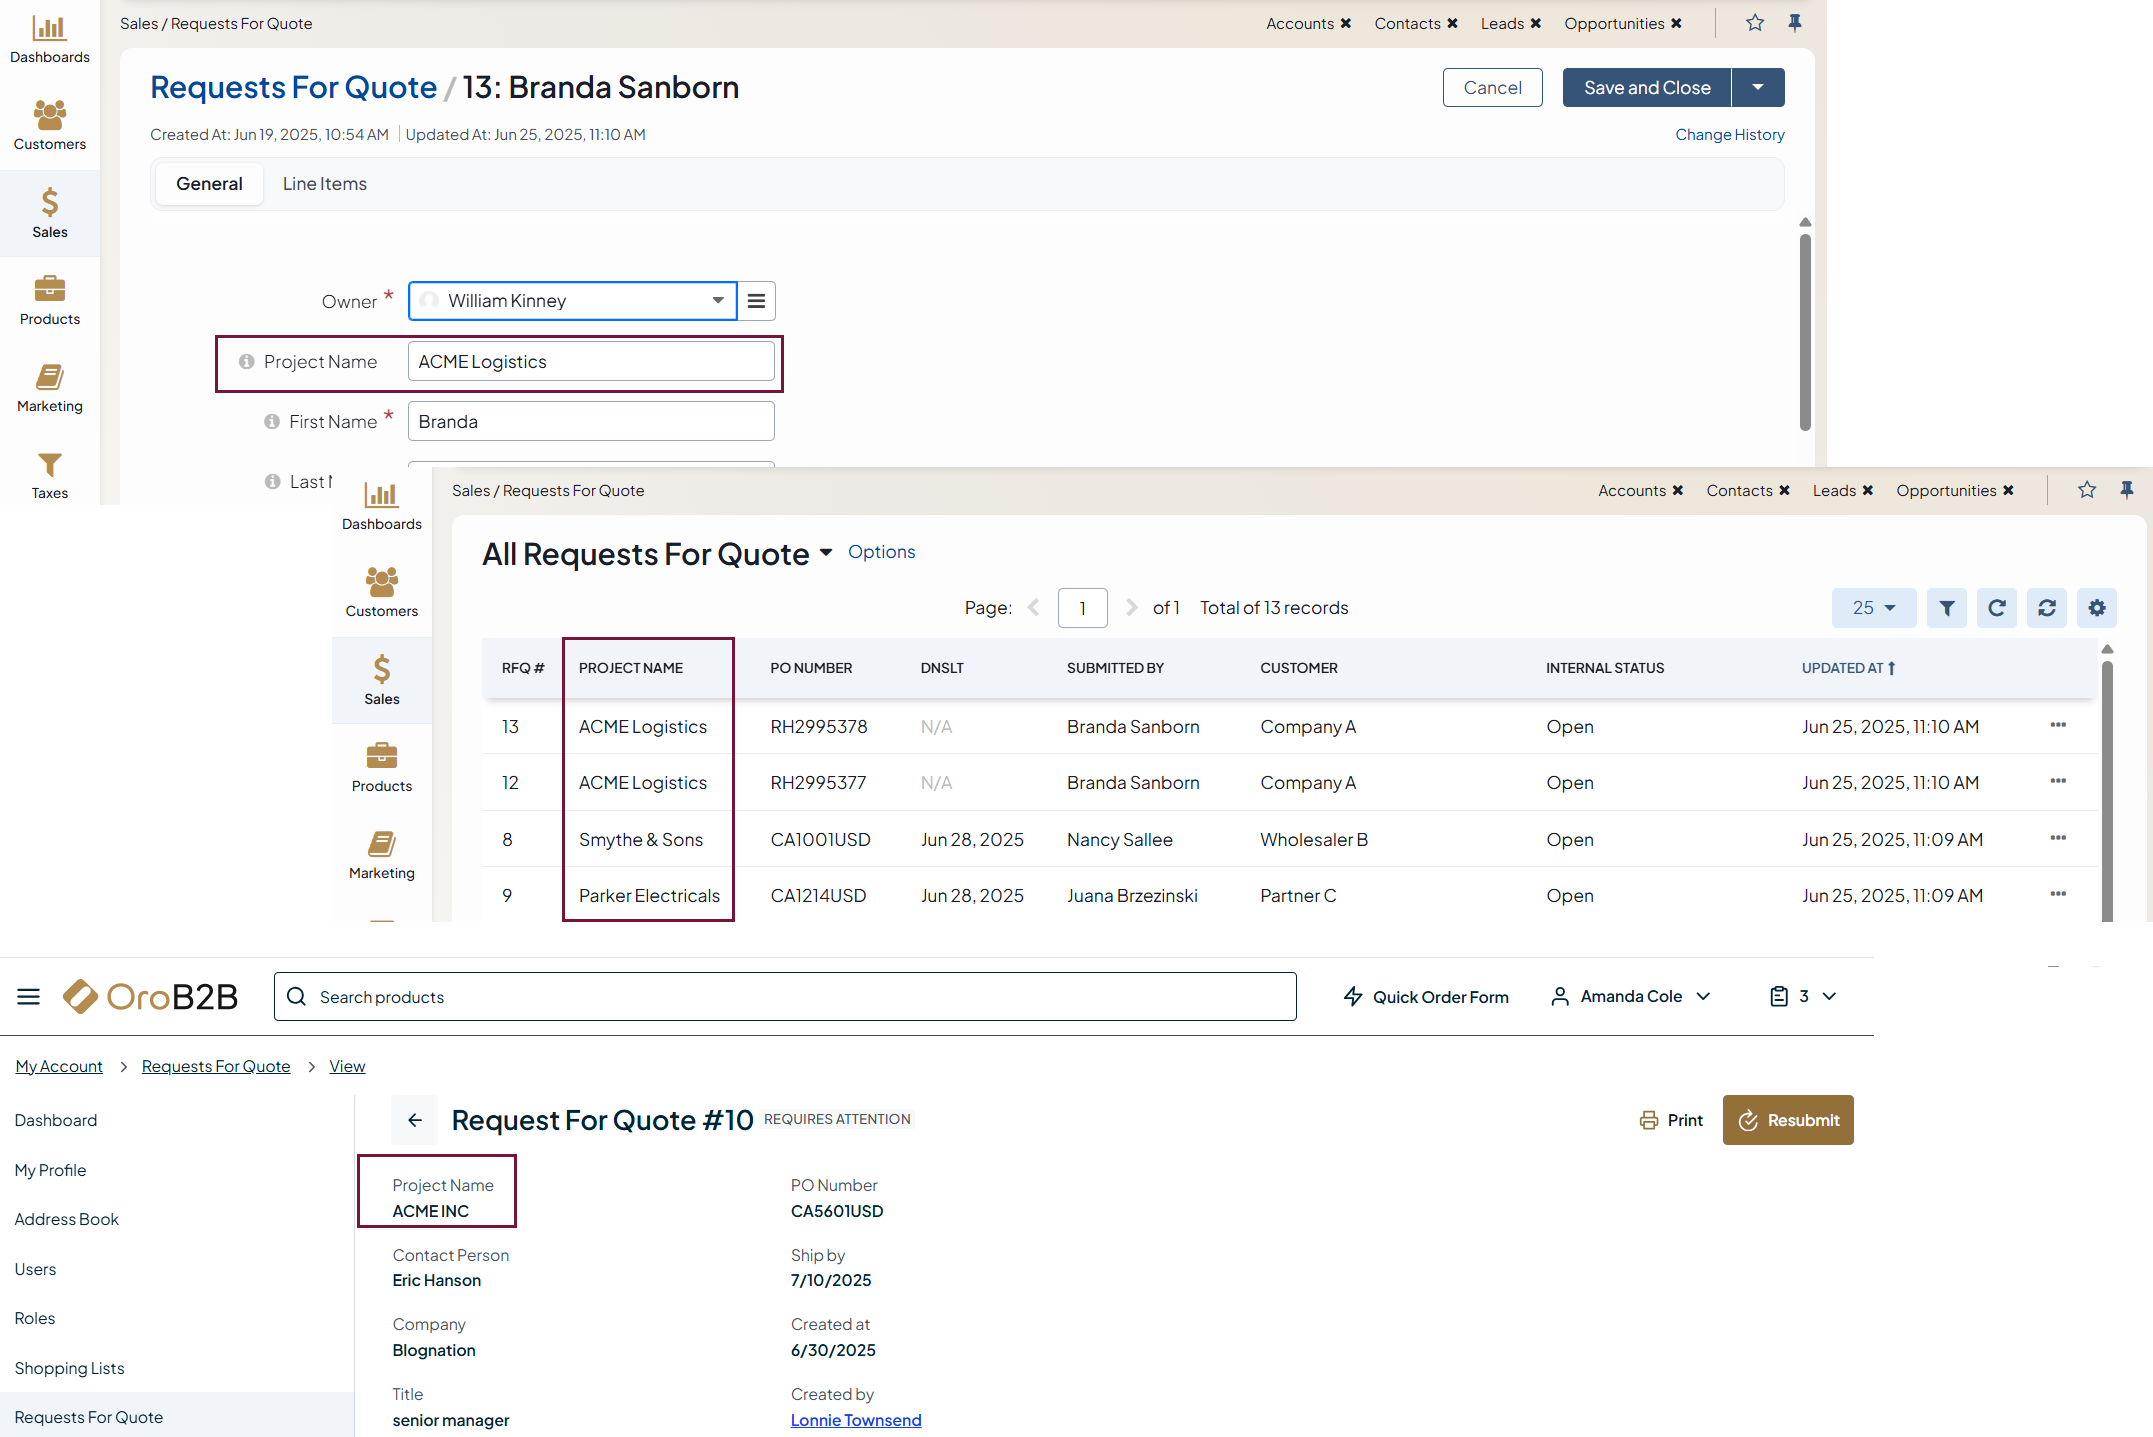 Dashboards
Customers
Sales
Products
Marketing
Taxes
Sales / Requests For Quote
Accounts ✖ Contacts ✖ Leads ✖ Opportunities ✖
Requests For Quote / 13: Branda Sanborn
Cancel
Save and Close
Created At: Jun 19, 2025, 10:54 AM | Updated At: Jun 25, 2025, 11:10 AM
Change History
General
Line Items
Owner *
William Kinney
Project Name
ACME Logistics
First Name *
Branda
Last
Dashboards
Customers
Sales
Products
Marketing
Sales / Requests For Quote
Accounts ✖ Contacts ✖ Leads ✖ Opportunities ✖
All Requests For Quote
Options
Page: 1 of 1 Total of 13 records
25
RFQ # PROJECT NAME PO NUMBER DNSLT SUBMITTED BY CUSTOMER INTERNAL STATUS UPDATED AT ↑
13 ACME Logistics RH2995378 N/A Branda Sanborn Company A Open Jun 25, 2025, 11:10 AM ...
12 ACME Logistics RH2995377 N/A Branda Sanborn Company A Open Jun 25, 2025, 11:10 AM ...
8 Smythe & Sons CA1001USD Jun 28, 2025 Nancy Sallee Wholesaler B Open Jun 25, 2025, 11:09 AM ...
9 Parker Electricals CA1214USD Jun 28, 2025 Juana Brzezinski Partner C Open Jun 25, 2025, 11:09 AM ...
OroB2B
Search products
Quick Order Form
Amanda Cole
3
My Account > Requests For Quote > View
Dashboard
My Profile
Address Book
Users
Roles
Shopping Lists
Requests For Quote
Request For Quote #10 REQUIRES ATTENTION
Print
Resubmit
Project Name
ACME INC
PO Number
CA5601USD
Contact Person
Eric Hanson
Ship by
7/10/2025
Company
Blognation
Created at
6/30/2025
Title
senior manager
Created by
Lonnie Townsend